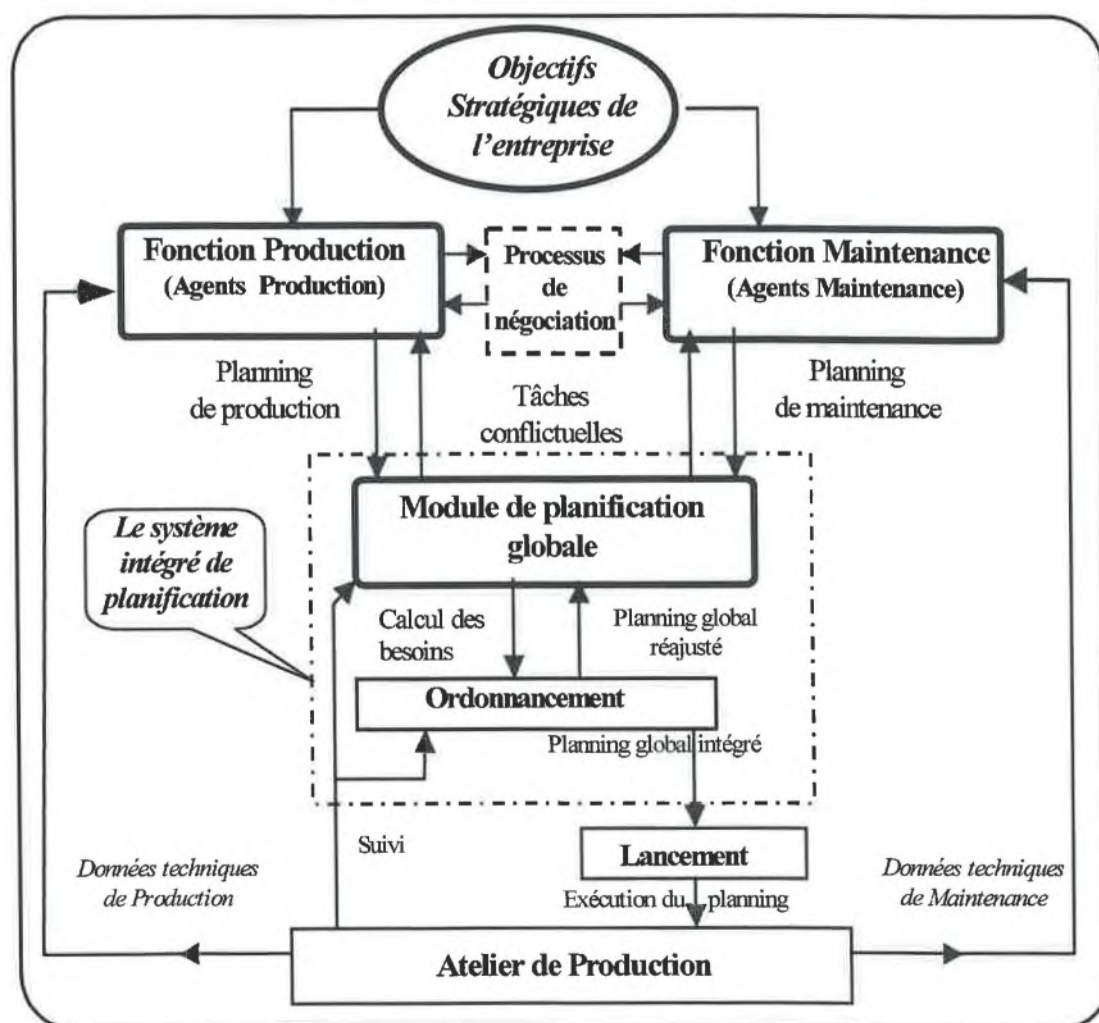 Objectifs
Stratégiques de
l'entreprise
Fonction Production
(Agents Production)
Processus
de
négociation
Fonction Maintenance
(Agents Maintenance)
Planning
de production
Tâches
conflictuelles
Planning
de maintenance
Le système
intégré de
planification
Module de planification
globale
Calcul des
besoins
Planning global
réajusté
Ordonnancement
Planning global intégré
Suivi
Lancement
Données techniques
de Production
Exécution du planning
Données techniques
de Maintenance
Atelier de Production